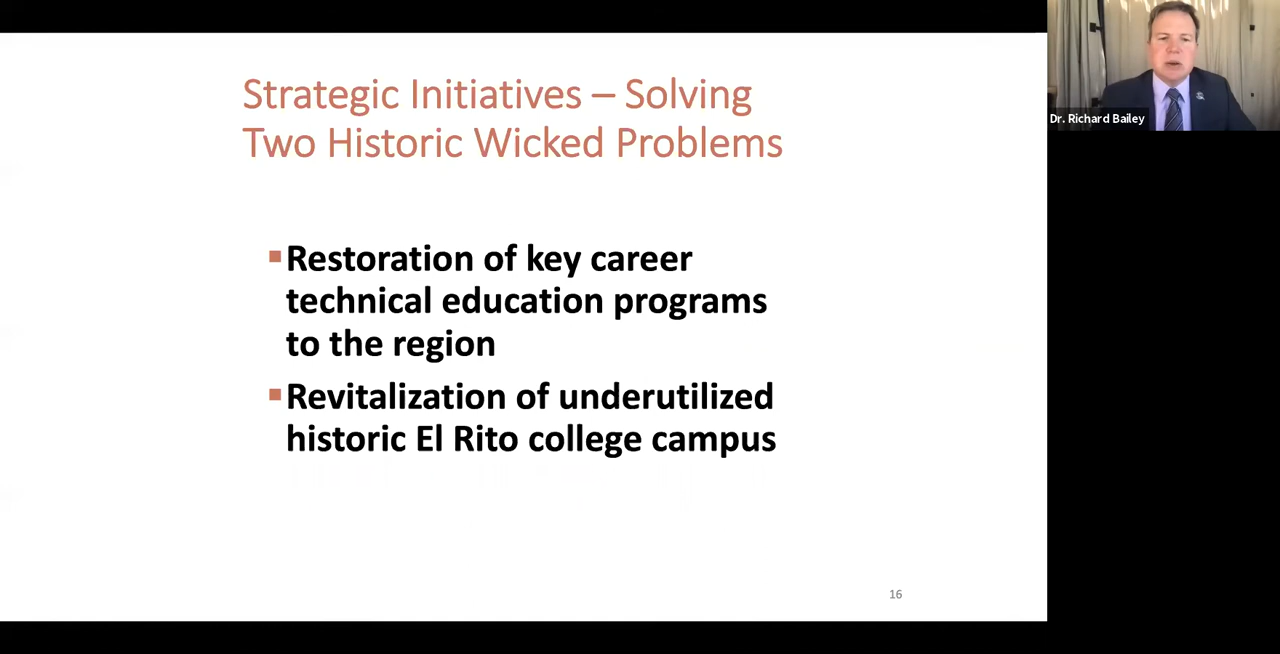 Strategic Initiatives – Solving
Two Historic Wicked Problems
▪Restoration of key career
technical education programs
to the region
▪Revitalization of underutilized
historic El Rito college campus
16
Dr. Richard Bailey